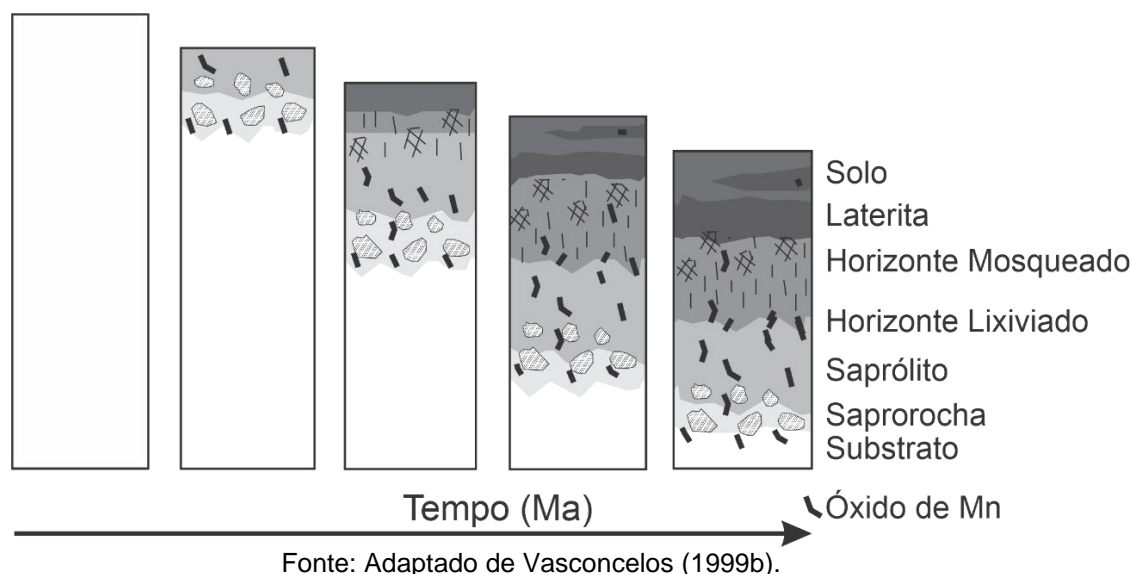 Solo
Laterita
Horizonte Mosqueado
Horizonte Lixiviado
Saprólito
Saprorocha
Substrato
Óxido de Mn
Tempo (Ma)
Fonte: Adaptado de Vasconcelos (1999b).